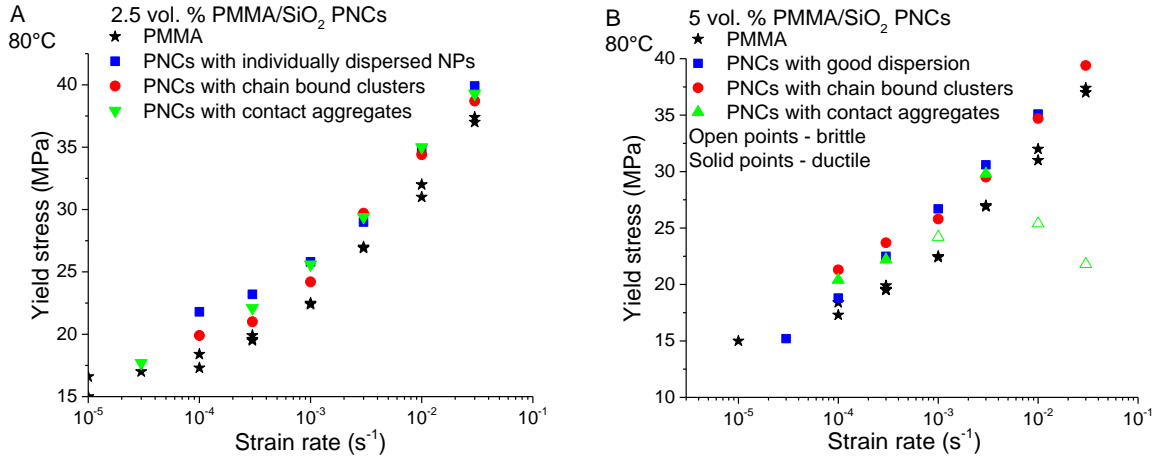 A
2.5 vol. % PMMA/SiO₂ PNCs
80°C
PMMA
PNCs with individually dispersed NPs
PNCs with chain bound clusters
PNCs with contact aggregates
Yield stress (MPa)
40
35
30
25
20
15
10⁻⁵ 10⁻⁴ 10⁻³ 10⁻² 10⁻¹
Strain rate (s⁻¹)
B
5 vol. % PMMA/SiO₂ PNCs
80°C
PMMA
PNCs with good dispersion
PNCs with chain bound clusters
PNCs with contact aggregates
Open points - brittle
Solid points - ductile
Yield stress (MPa)
40
35
30
25
20
15
10
10⁻⁵ 10⁻⁴ 10⁻³ 10⁻² 10⁻¹
Strain rate (s⁻¹)